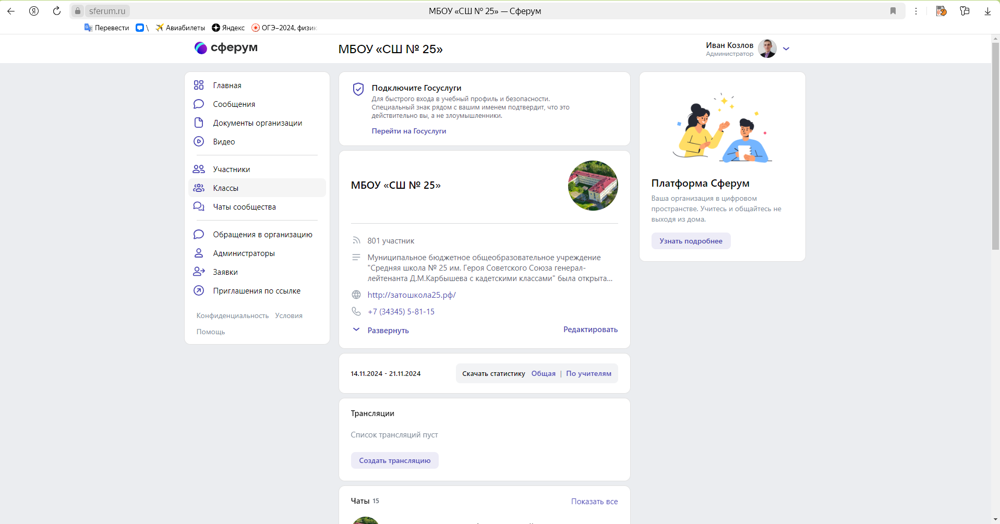 sferum.ru
МБОУ «СШ № 25» — Сферум
Перевести
\
Авиабилеты
Яндекс
ОГЭ–2024, физик
сферум
МБОУ «СШ № 25»
Иван Козлов
Администратор
Главная
Сообщения
Документы организации
Видео
Участники
Классы
Чаты сообщества
Обращения в организацию
Администраторы
Заявки
Приглашения по ссылке
Конфиденциальность Условия
Помощь
Подключите Госуслуги
Для быстрого входа в учебный профиль и безопасности.
Специальный знак рядом с вашим именем подтвердит, что это
действительно вы, а не злоумышленники.
Перейти на Госуслуги
МБОУ «СШ № 25»
801 участник
Муниципальное бюджетное общеобразовательное учреждение
"Средняя школа № 25 им. Героя Советского Союза генерал-
лейтенанта Д.М.Карбышева с кадетскими классами" была открыта...
http://затошкола25.рф/
+7 (34345) 5-81-15
Развернуть
Редактировать
14.11.2024 - 21.11.2024
Скачать статистику Общая | По учителям
Трансляции
Список трансляций пуст
Создать трансляцию
Чаты 15
Показать все
Платформа Сферум
Ваша организация в цифровом
пространстве. Учитесь и общайтесь не
выходя из дома.
Узнать подробнее